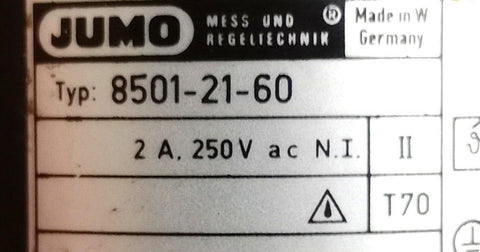 JUMO MESS UND ® Made in W
REGELTECHNIK Germany
Typ: 8501-21-60
2 A, 250V ac N.I. II
T70